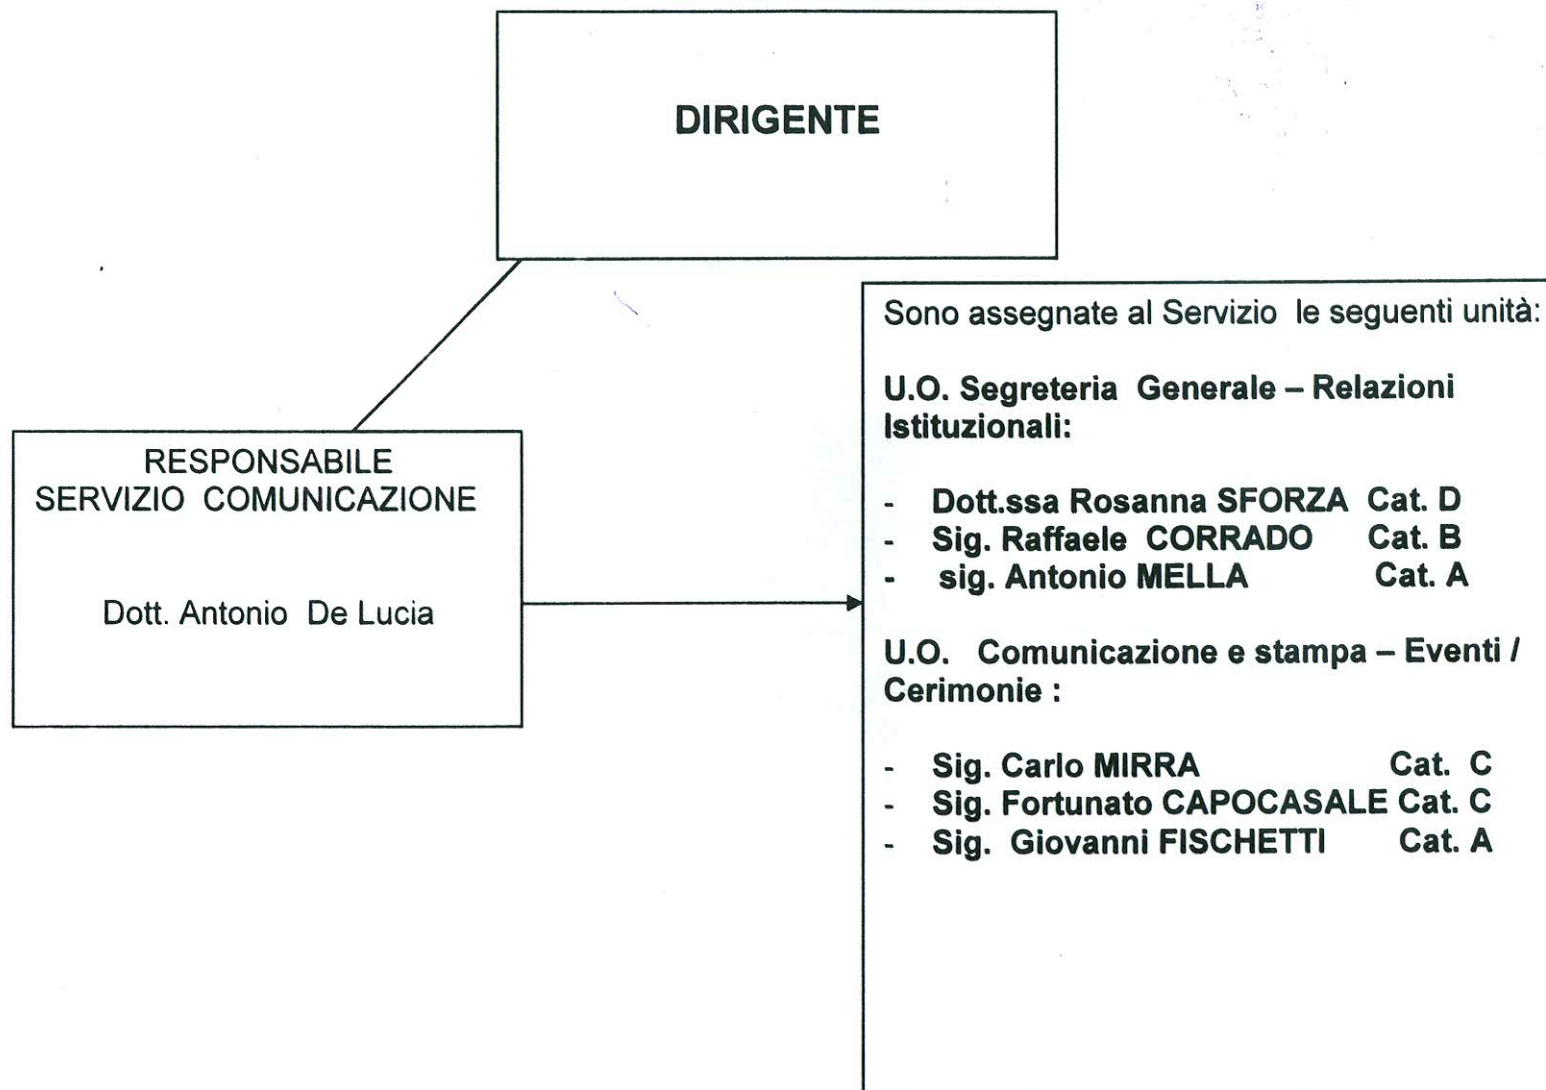 DIRIGENTE
RESPONSABILE
SERVIZIO COMUNICAZIONE
Dott. Antonio De Lucia
Sono assegnate al Servizio le seguenti unità:
U.O. Segreteria Generale – Relazioni
Istituzionali:
- Dott.ssa Rosanna SFORZA Cat. D
- Sig. Raffaele CORRADO Cat. B
- sig. Antonio MELLA Cat. A
U.O. Comunicazione e stampa – Eventi /
Cerimonie :
- Sig. Carlo MIRRA Cat. C
- Sig. Fortunato CAPOCASALE Cat. C
- Sig. Giovanni FISCHETTI Cat. A